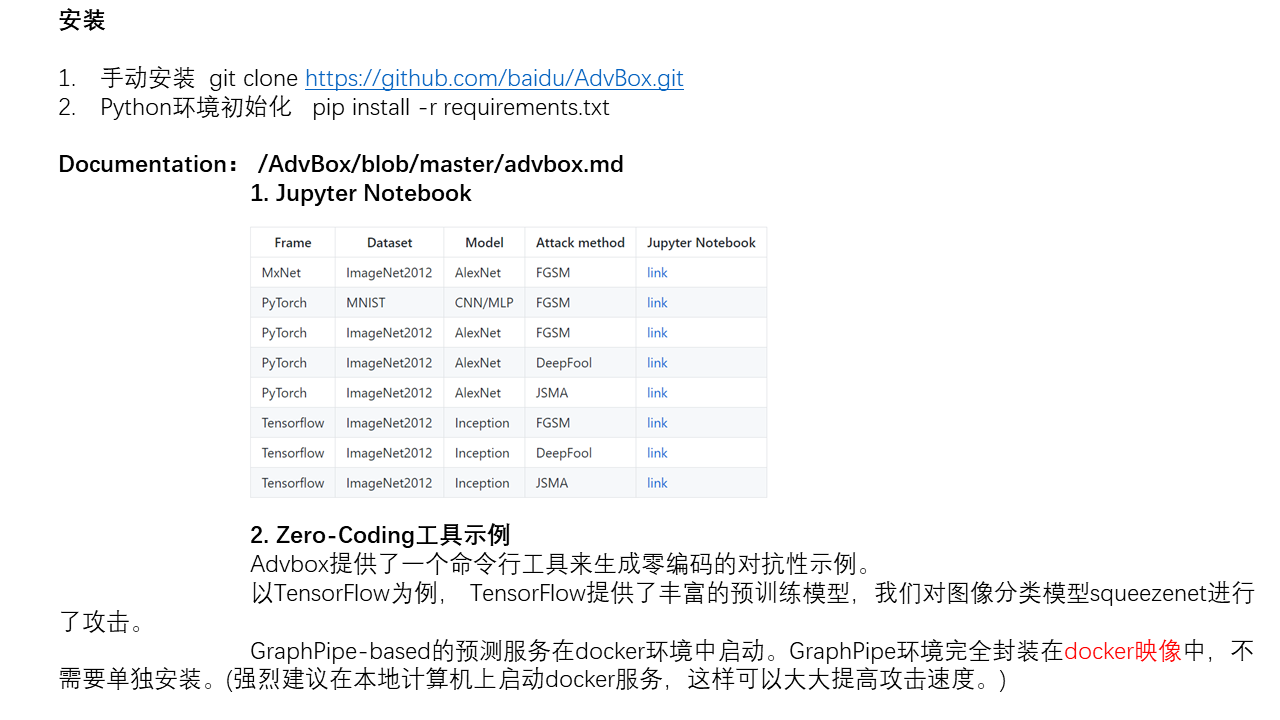 安装
1. 手动安装 git clone https://github.com/baidu/AdvBox.git
2. Python环境初始化 pip install -r requirements.txt
Documentation： /AdvBox/blob/master/advbox.md
1. Jupyter Notebook
Frame Dataset Model Attack method Jupyter Notebook
MxNet ImageNet2012 AlexNet FGSM link
PyTorch MNIST CNN/MLP FGSM link
PyTorch ImageNet2012 AlexNet FGSM link
PyTorch ImageNet2012 AlexNet DeepFool link
PyTorch ImageNet2012 AlexNet JSMA link
Tensorflow ImageNet2012 Inception FGSM link
Tensorflow ImageNet2012 Inception DeepFool link
Tensorflow ImageNet2012 Inception JSMA link
2. Zero-Coding工具示例
Advbox提供了一个命令行工具来生成零编码的对抗性示例。
以TensorFlow为例， TensorFlow提供了丰富的预训练模型，我们对图像分类模型squeezenet进行
了攻击。
GraphPipe-based的预测服务在docker环境中启动。GraphPipe环境完全封装在docker映像中，不
需要单独安装。(强烈建议在本地计算机上启动docker服务，这样可以大大提高攻击速度。)